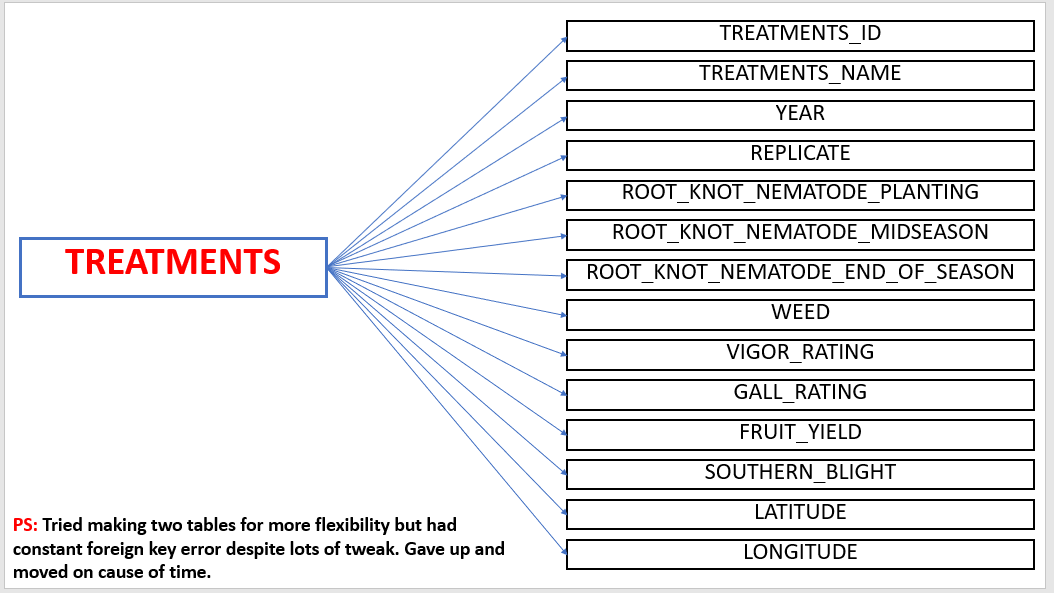 TREATMENTS
TREATMENTS_ID
TREATMENTS_NAME
YEAR
REPLICATE
ROOT_KNOT_NEMATODE_PLANTING
ROOT_KNOT_NEMATODE_MIDSEASON
ROOT_KNOT_NEMATODE_END_OF_SEASON
WEED
VIGOR_RATING
GALL_RATING
FRUIT_YIELD
SOUTHERN_BLIGHT
LATITUDE
LONGITUDE
PS: Tried making two tables for more flexibility but had
constant foreign key error despite lots of tweak. Gave up and
moved on cause of time.